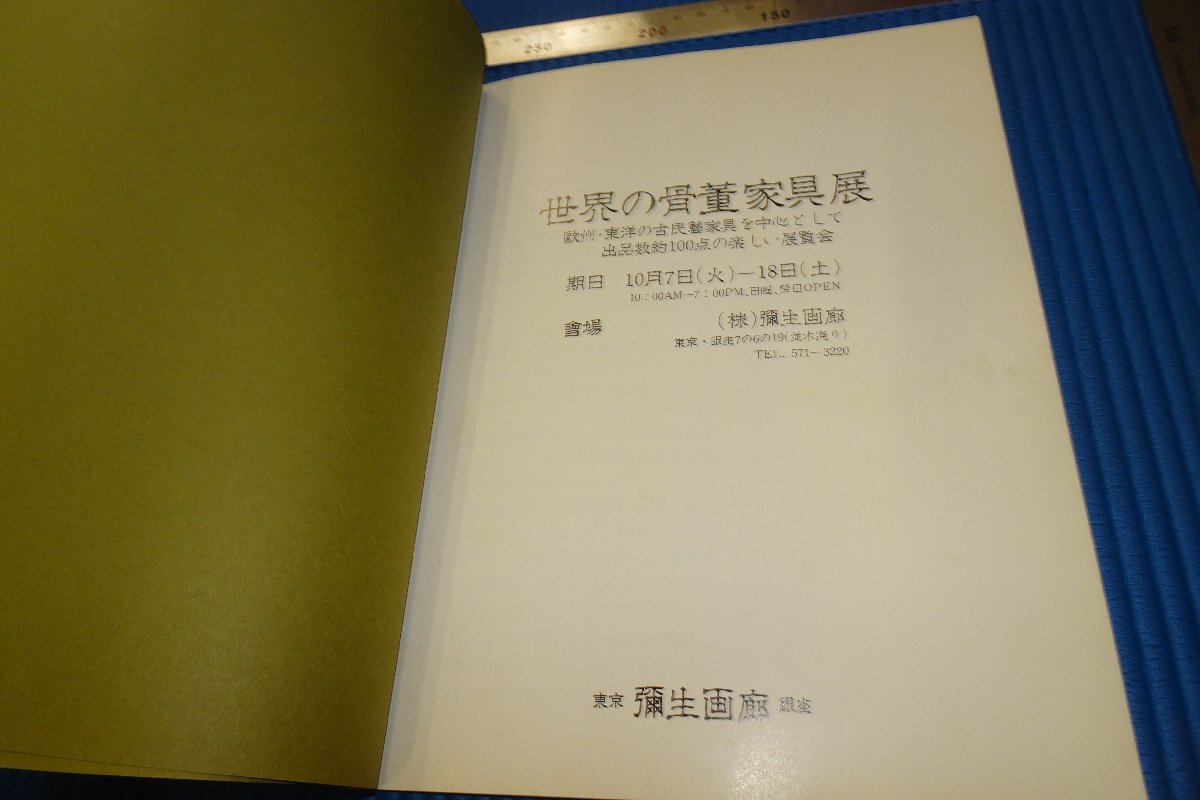 250 200 150
世界の骨董家具展
欧州・東洋の古民藝家具を中心として
出品数約100点の楽しい展覧会
期日 10月7日(火)−18日(土)
10:00AM−7:00PM、日曜、祭日OPEN
會場 (株)彌生画廊
東京・銀座7の6の19(並木通り)
TEL. 571−3220
東京 彌生画廊 銀座